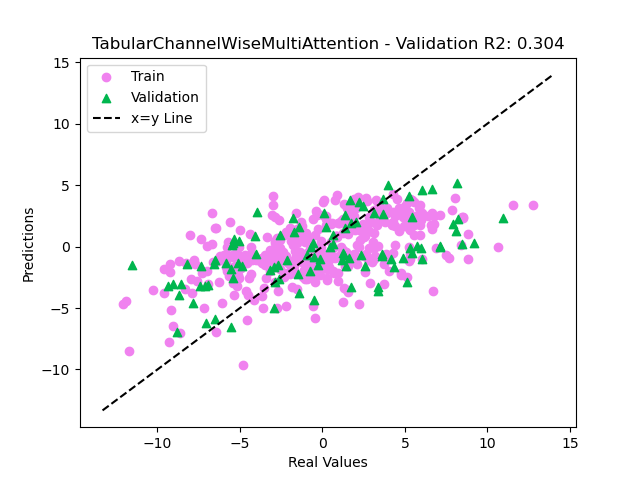 TabularChannelWiseMultiAttention - Validation R2: 0.304
15
10
5
0
−5
−10
Predictions
Train
Validation
x=y Line
−10
−5
0
5
10
15
Real Values